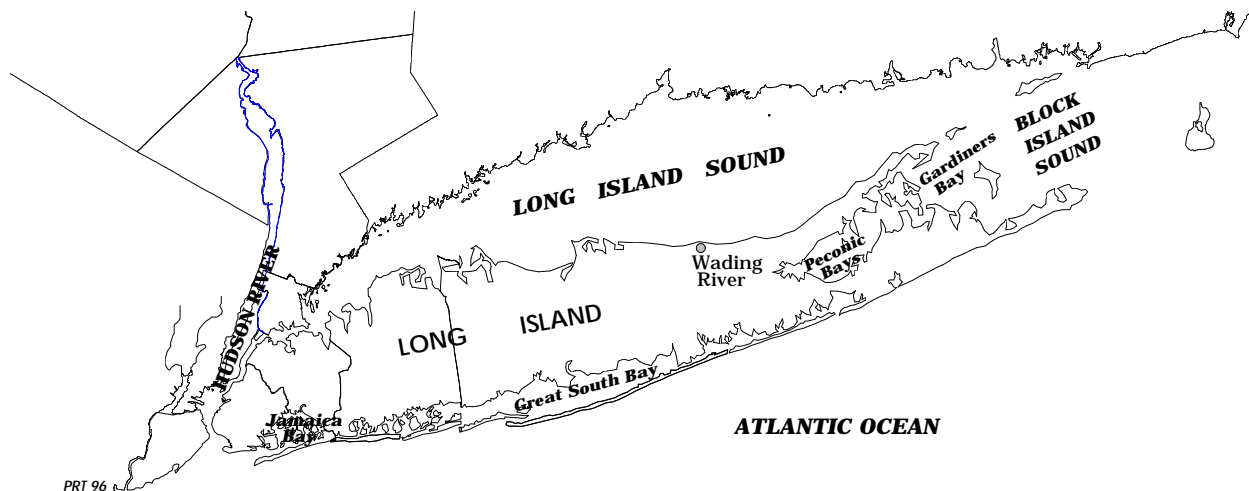 BLOCK
ISLAND
SOUND
LONG ISLAND SOUND
Gardiners
Bay
Wading
River
Peconic
Bays
HUDSON RIVER
LONG ISLAND
Great South Bay
Jamaica
Bay
ATLANTIC OCEAN
PRT 96